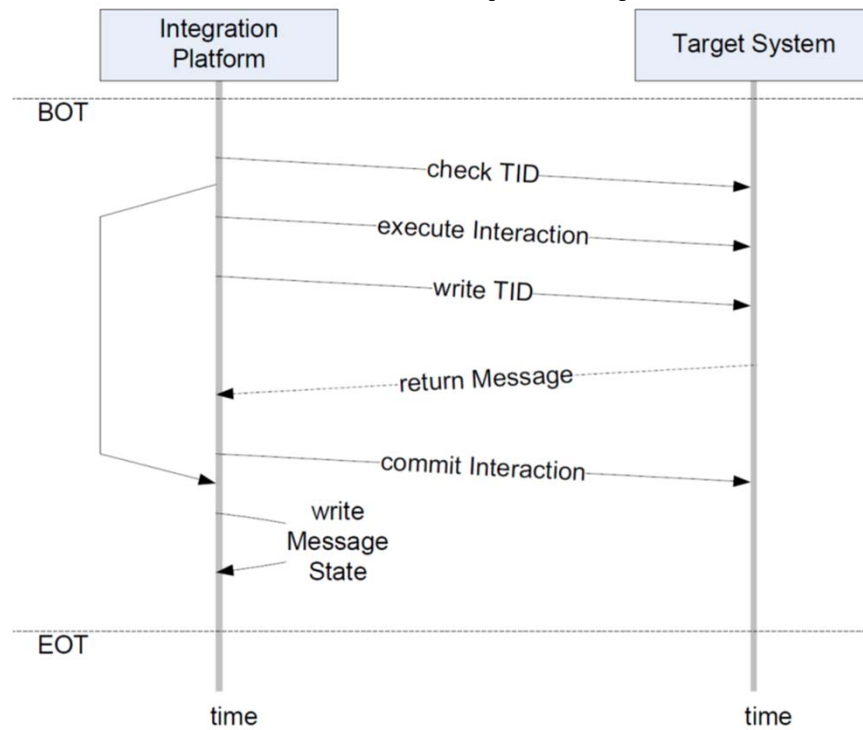 Integration
Platform
Target System
BOT
check TID
execute Interaction
write TID
return Message
commit Interaction
write
Message
State
EOT
time
time